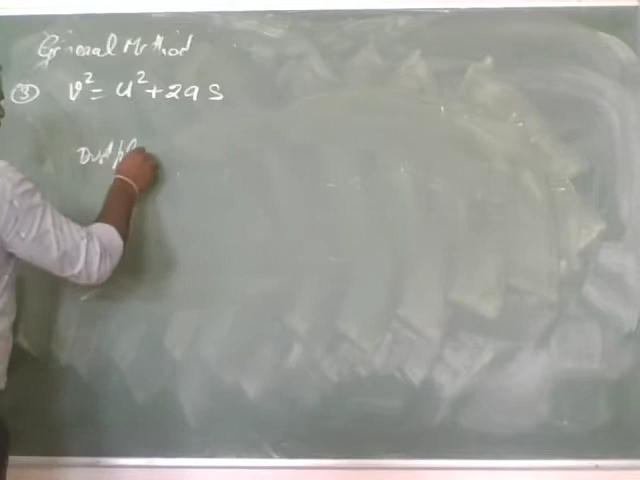 General Method
③ v² = u² + 2as